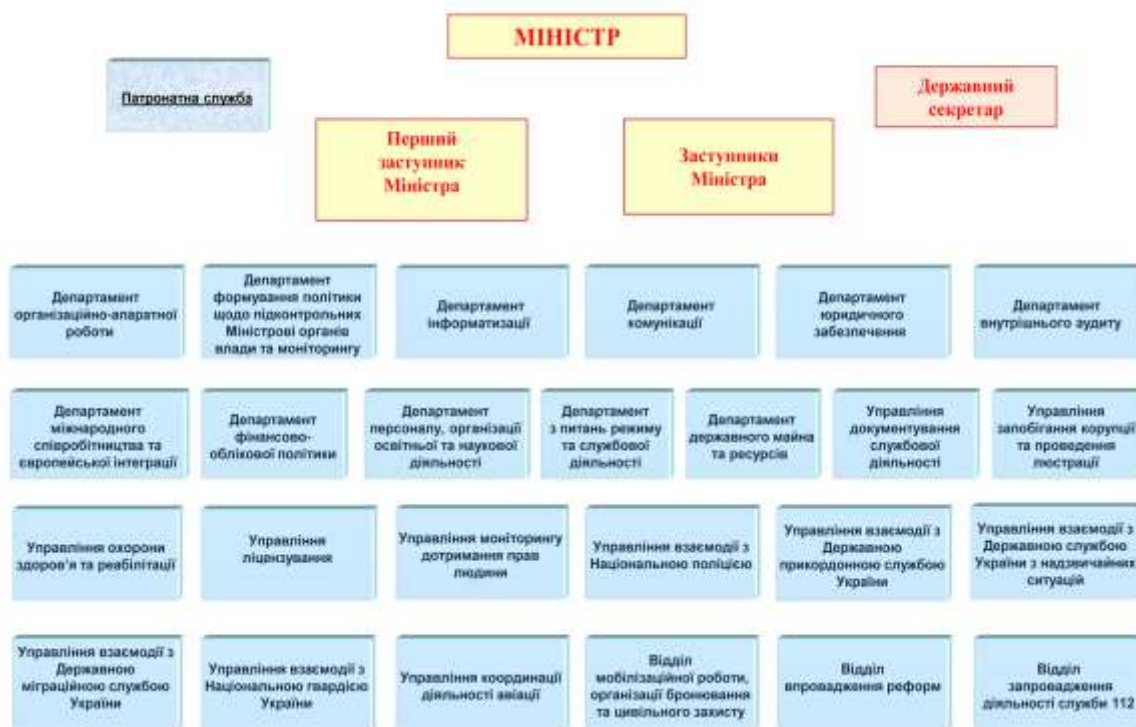 МІНІСТР
Патронатна служба
Державний
секретар
Перший
заступник
Міністра
Заступники
Міністра
Департамент
організаційно-апаратної
роботи
Департамент
формування політики
щодо підконтрольних
Міністрові органів
влади та моніторингу
Департамент
інформатизації
Департамент
комунікації
Департамент
юридичного
забезпечення
Департамент
внутрішнього аудиту
Департамент
міжнародного
співробітництва та
європейської інтеграції
Департамент
фінансово-
облікової політики
Департамент
персоналу, організації
освітньої та наукової
діяльності
Департамент
з питань режиму
та службової
діяльності
Департамент
державного майна
та ресурсів
Управління
документування
службової
діяльності
Управління
запобігання корупції
та проведення
люстрації
Управління охорони
здоров'я та реабілітації
Управління
ліцензування
Управління моніторингу
дотримання прав
людини
Управління взаємодії з
Національною поліцією
Управління взаємодії з
Державною
прикордонною службою
України
Управління взаємодії з
Державною службою
України з надзвичайних
ситуацій
Управління взаємодії з
Державною
міграційною службою
України
Управління взаємодії з
Національною гвардією
України
Управління координації
діяльності авіації
Відділ
мобілізаційної роботи,
організації бронювання
та цивільного захисту
Відділ
впровадження реформ
Відділ
запровадження
діяльності служби 112